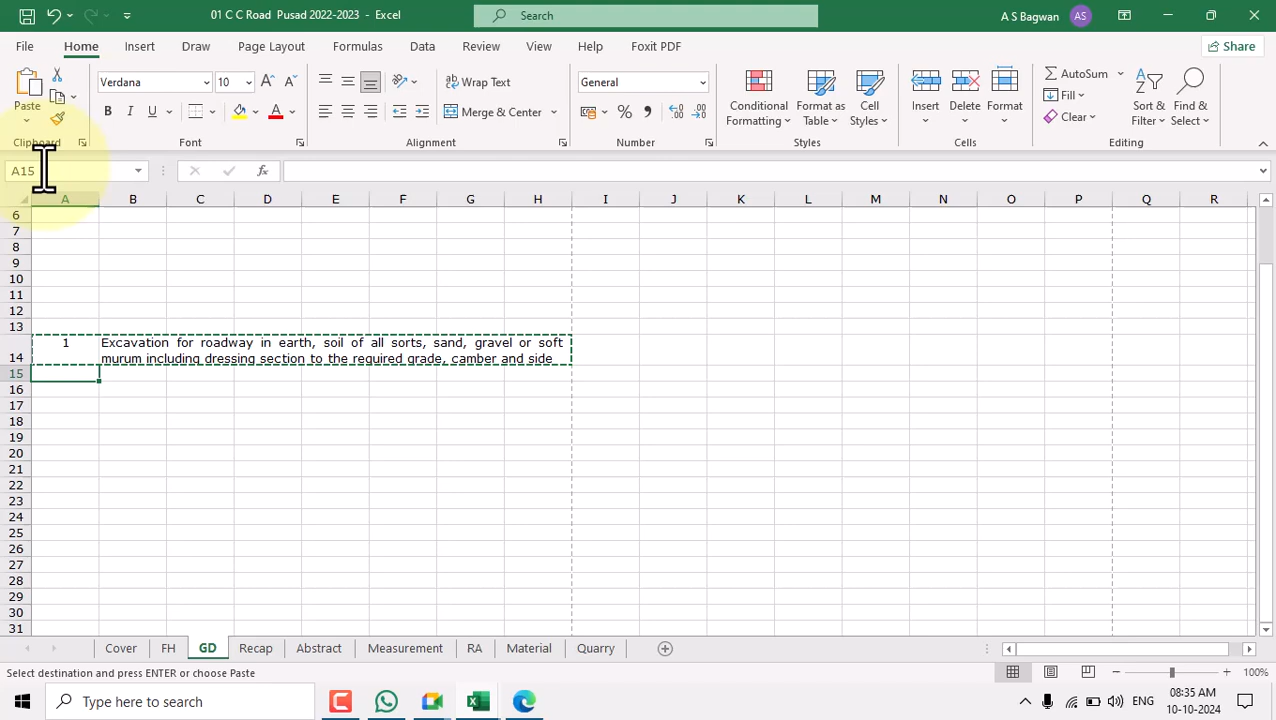 01 C C Road Pusad 2022-2023 - Excel
Search
A S Bagwan
AS
File
Home
Insert
Draw
Page Layout
Formulas
Data
Review
View
Help
Foxit PDF
Share
Paste
Clipboard
Verdana
10
B I U
Font
Wrap Text
Merge & Center
Alignment
General
Number
Conditional
Formatting
Format as
Table
Cell
Styles
Styles
Insert
Delete
Format
Cells
AutoSum
Fill
Clear
Sort &
Filter
Find &
Select
Editing
A15
fx
A B C D E F G H I J K L M N O P Q R
6
7
8
9
10
11
12
13
14
1
Excavation for roadway in earth, soil of all sorts, sand, gravel or soft
murum including dressing section to the required grade, camber and side
15
16
17
18
19
20
21
22
23
24
25
26
27
28
29
30
31
Cover
FH
GD
Recap
Abstract
Measurement
RA
Material
Quarry
Select destination and press ENTER or choose Paste
100%
Type here to search
ENG
08:35 AM
10-10-2024